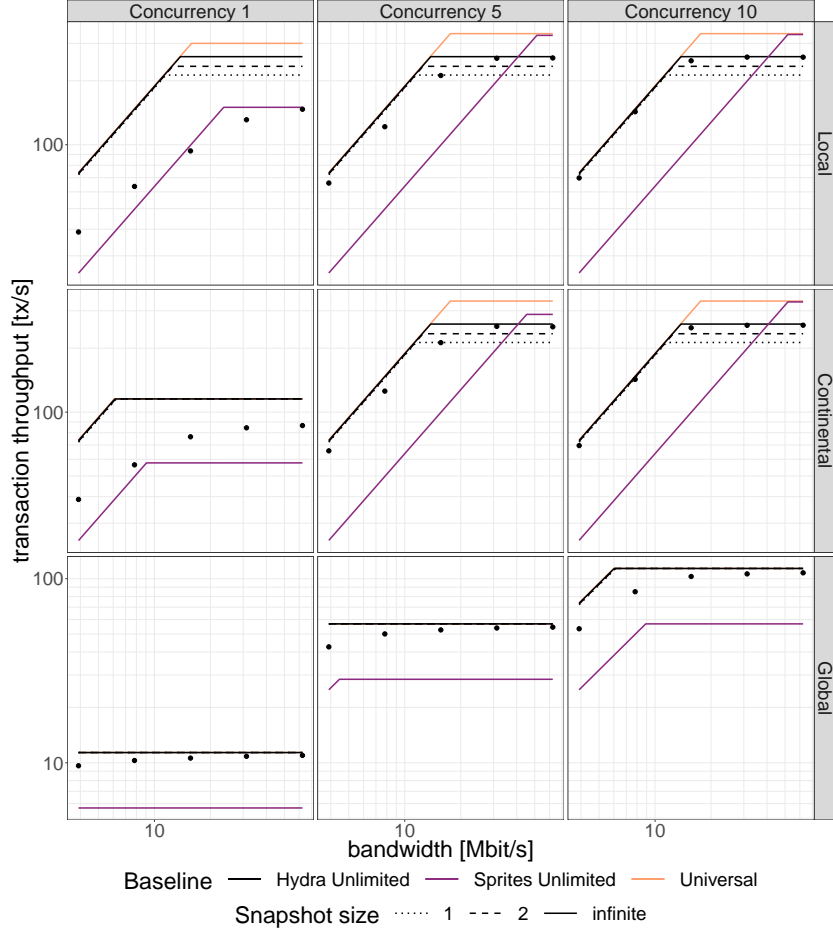 Concurrency 1 Concurrency 5 Concurrency 10
100
Local
transaction throughput [tx/s]
100
Continental
100
10
Global
10 10 10
bandwidth [Mbit/s]
Baseline Hydra Unlimited Sprites Unlimited Universal
Snapshot size 1 2 infinite